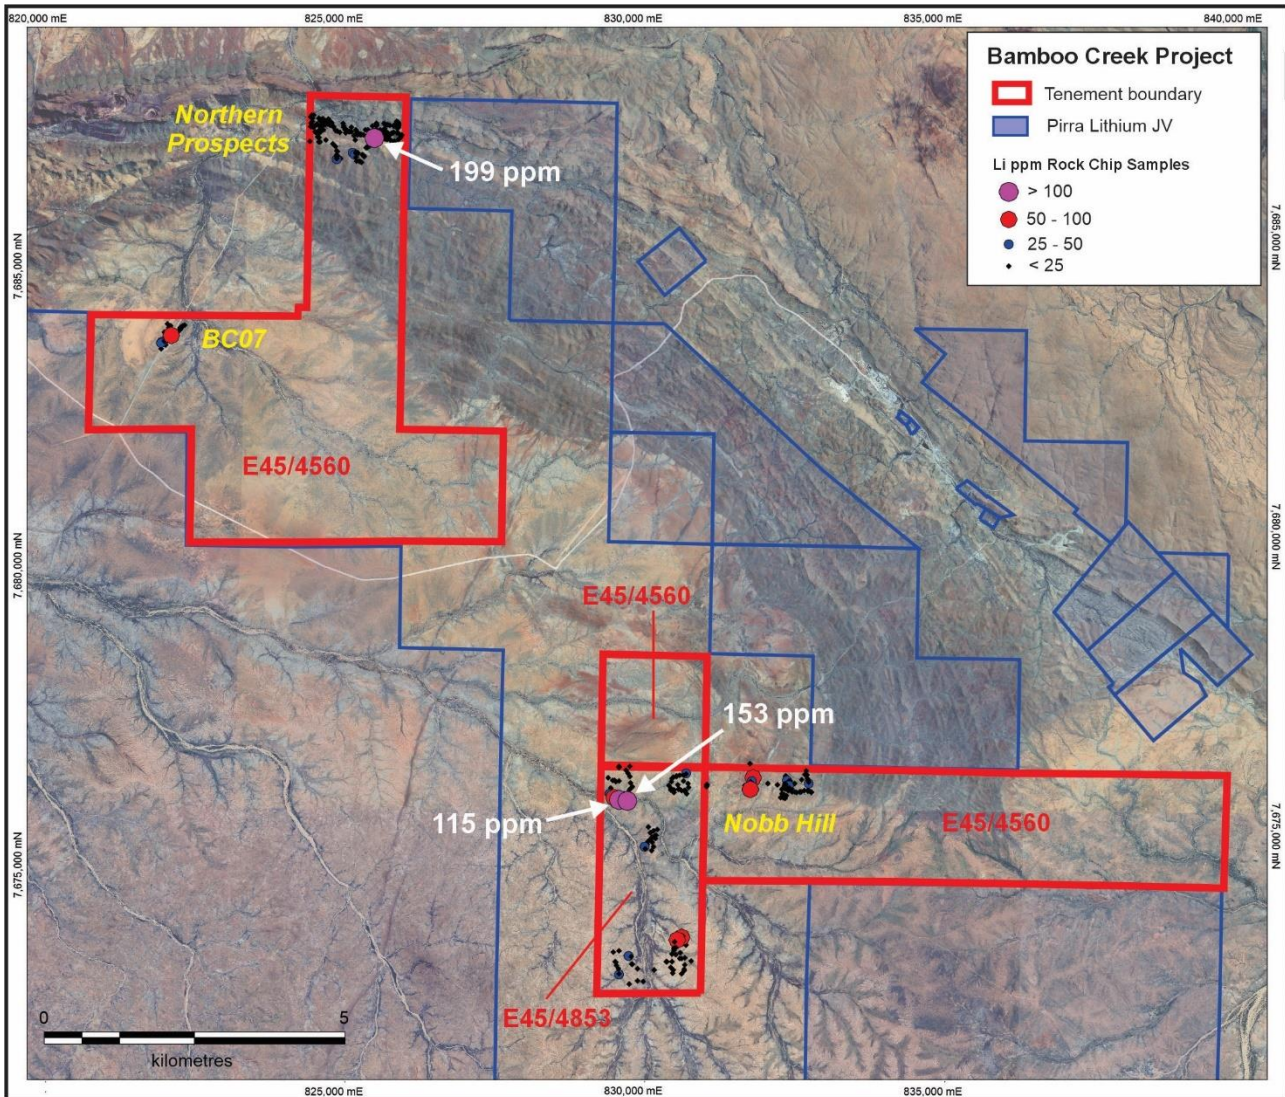 820,000 mE
825,000 mE
830,000 mE
835,000 mE
840,000 mE
Bamboo Creek Project
Tenement boundary
Pirra Lithium JV
Li ppm Rock Chip Samples
> 100
50 - 100
25 - 50
< 25
Northern
Prospects
199 ppm
7,685,000 mN
7,685,000 mN
BC07
E45/4560
7,680,000 mN
7,680,000 mN
E45/4560
153 ppm
115 ppm
Nobb Hill
E45/4560
7,675,000 mN
7,675,000 mN
E45/4853
0
5
kilometres
825,000 mE
830,000 mE
835,000 mE